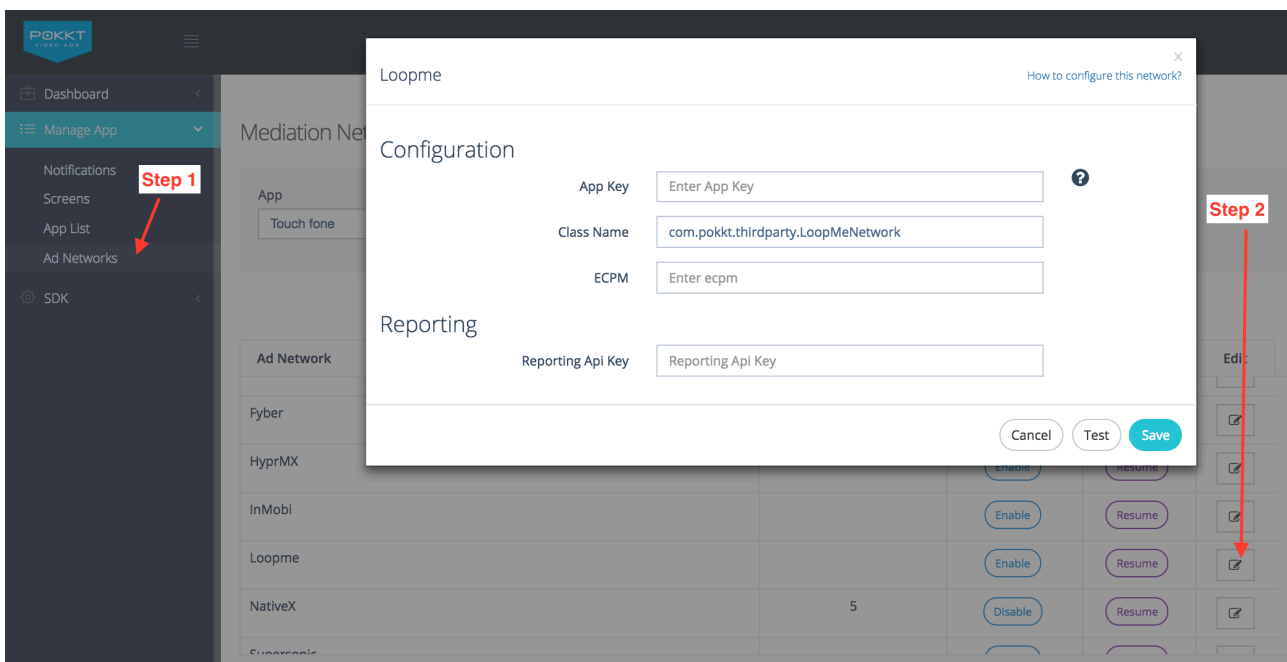 POKKT
VIDEO ADS
Dashboard
Manage App
Notifications
Screens
App List
Ad Networks
SDK
Step 1
Mediation Net
App
Touch fone
Ad Network
Edit
Fyber
HyprMX
Enable
Resume
InMobi
Enable
Resume
Loopme
Enable
Resume
NativeX
5
Disable
Resume
Supersonic
Loopme
x
How to configure this network?
Configuration
App Key
Enter App Key
?
Class Name
com.pokkt.thirdparty.LoopMeNetwork
ECPM
Enter ecpm
Reporting
Reporting Api Key
Reporting Api Key
Cancel
Test
Save
Step 2